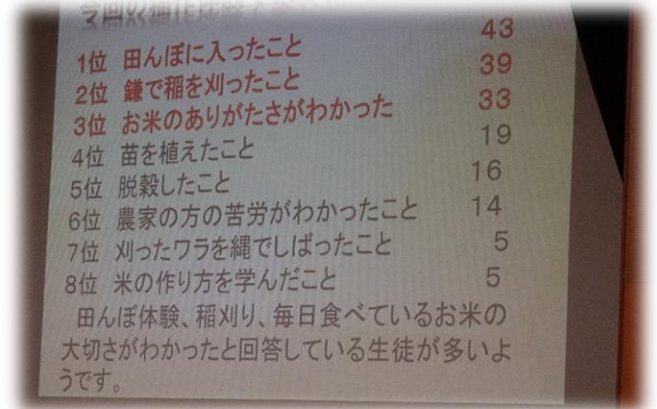 1位 田んぼに入ったこと 43
2位 鎌で稲を刈ったこと 39
3位 お米のありがたさがわかった 33
4位 苗を植えたこと 19
5位 脱穀したこと 16
6位 農家の方の苦労がわかったこと 14
7位 刈ったワラを縄でしばったこと 5
8位 米の作り方を学んだこと 5
田んぼ体験、稲刈り、毎日食べているお米の
大切さがわかったと回答している生徒が多いよ
うです。